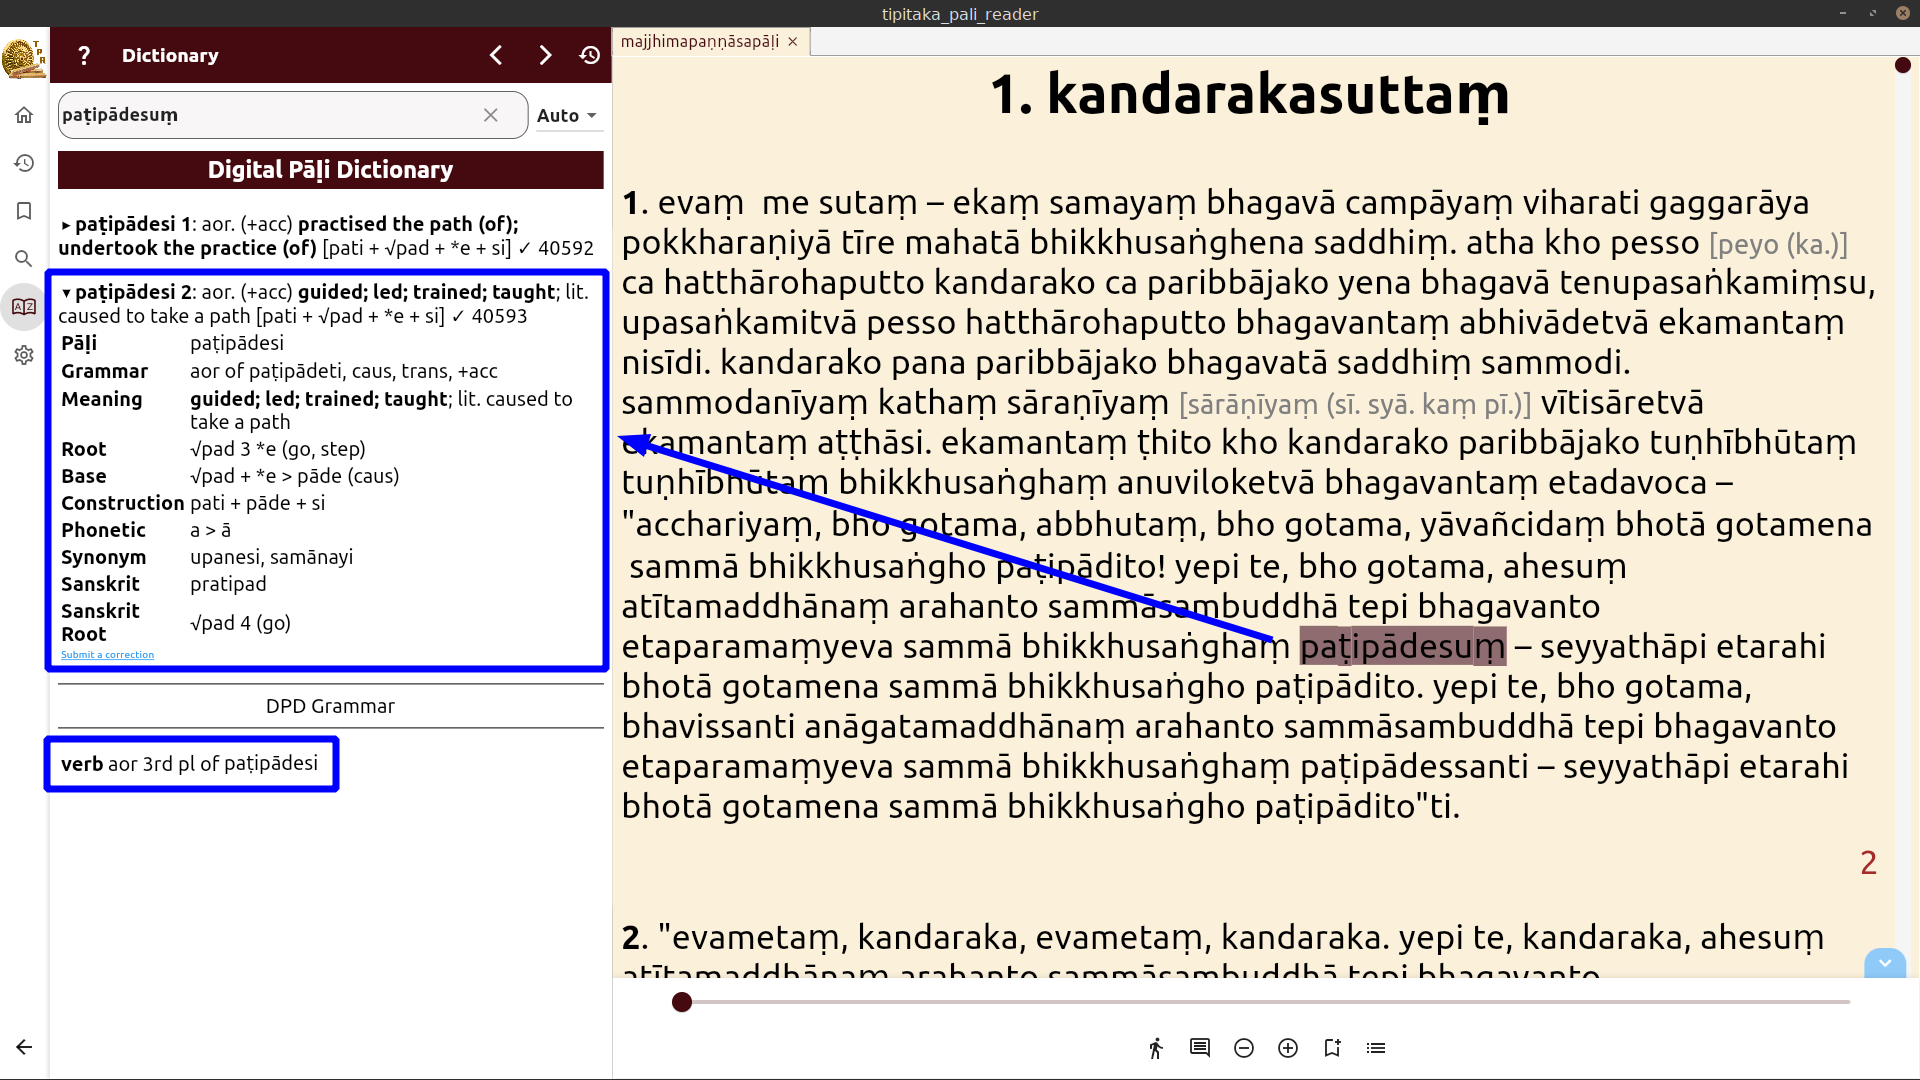 tipitaka_pali_reader
T P R
? Dictionary
paṭipādesuṃ
Auto
Digital Pāḷi Dictionary
▸ paṭipādesi 1: aor. (+acc) practised the path (of);
undertook the practice (of) [pati + √pad + *e + si] ✓ 40592
▾ paṭipādesi 2: aor. (+acc) guided; led; trained; taught; lit.
caused to take a path [pati + √pad + *e + si] ✓ 40593
Pāḷi paṭipādesi
Grammar aor of paṭipādeti, caus, trans, +acc
Meaning guided; led; trained; taught; lit. caused to
take a path
Root √pad 3 *e (go, step)
Base √pad + *e > pāde (caus)
Construction pati + pāde + si
Phonetic a > ā
Synonym upanesi, samānayi
Sanskrit pratipad
Sanskrit
Root √pad 4 (go)
Submit a correction
DPD Grammar
verb aor 3rd pl of paṭipādesi
majjhimapaṇṇāsapāḷi ×
1. kandarakasuttaṃ
1. evaṃ me sutaṃ – ekaṃ samayaṃ bhagavā campāyaṃ viharati gaggarāya
pokkharaṇiyā tīre mahatā bhikkhusaṅghena saddhiṃ. atha kho pesso [peyo (ka.)]
ca hatthārohaputto kandarako ca paribbājako yena bhagavā tenupasaṅkamiṃsu,
upasaṅkamitvā pesso hatthārohaputto bhagavantaṃ abhivādetvā ekamantaṃ
nisīdi. kandarako pana paribbājako bhagavatā saddhiṃ sammodi.
sammodanīyaṃ kathaṃ sāraṇīyaṃ [sārāṇīyaṃ (sī. syā. kaṃ pī.)] vītisāretvā
ekamantaṃ aṭṭhāsi. ekamantaṃ ṭhito kho kandarako paribbājako tuṇhībhūtaṃ
tuṇhībhūtaṃ bhikkhusaṅghaṃ anuviloketvā bhagavantaṃ etadavoca –
"acchariyaṃ, bho gotama, abbhutaṃ, bho gotama, yāvañcidaṃ bhotā gotamena
sammā bhikkhusaṅgho paṭipādito! yepi te, bho gotama, ahesuṃ
atītamaddhānaṃ arahanto sammāsambuddhā tepi bhagavanto
etaparamaṃyeva sammā bhikkhusaṅghaṃ paṭipādesuṃ – seyyathāpi etarahi
bhotā gotamena sammā bhikkhusaṅgho paṭipādito. yepi te, bho gotama,
bhavissanti anāgatamaddhānaṃ arahanto sammāsambuddhā tepi bhagavanto
etaparamaṃyeva sammā bhikkhusaṅghaṃ paṭipādessanti – seyyathāpi etarahi
bhotā gotamena sammā bhikkhusaṅgho paṭipādito"ti.
2
2. "evametaṃ, kandaraka, evametaṃ, kandaraka. yepi te, kandaraka, ahesuṃ
atītamaddhānaṃ arahanto sammāsambuddhā tepi bhagavanto